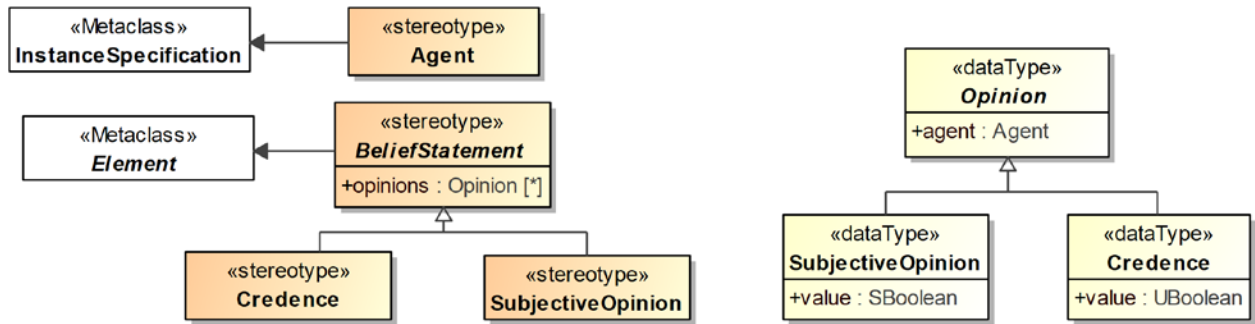 «Metaclass»
InstanceSpecification
«stereotype»
Agent
«Metaclass»
Element
«stereotype»
BeliefStatement
+opinions : Opinion [*]
«stereotype»
Credence
«stereotype»
SubjectiveOpinion
«dataType»
Opinion
+agent : Agent
«dataType»
SubjectiveOpinion
+value : SBoolean
«dataType»
Credence
+value : UBoolean